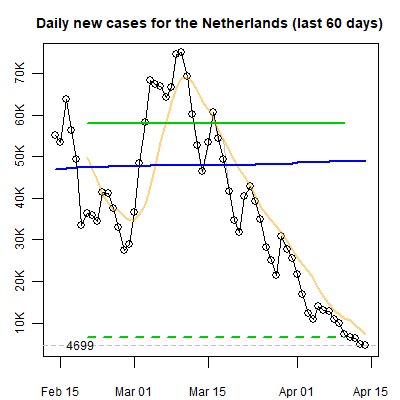 Daily new cases for the Netherlands (last 60 days)
70K
60K
50K
40K
30K
20K
10K
4699
Feb 15
Mar 01
Mar 15
Apr 01
Apr 15